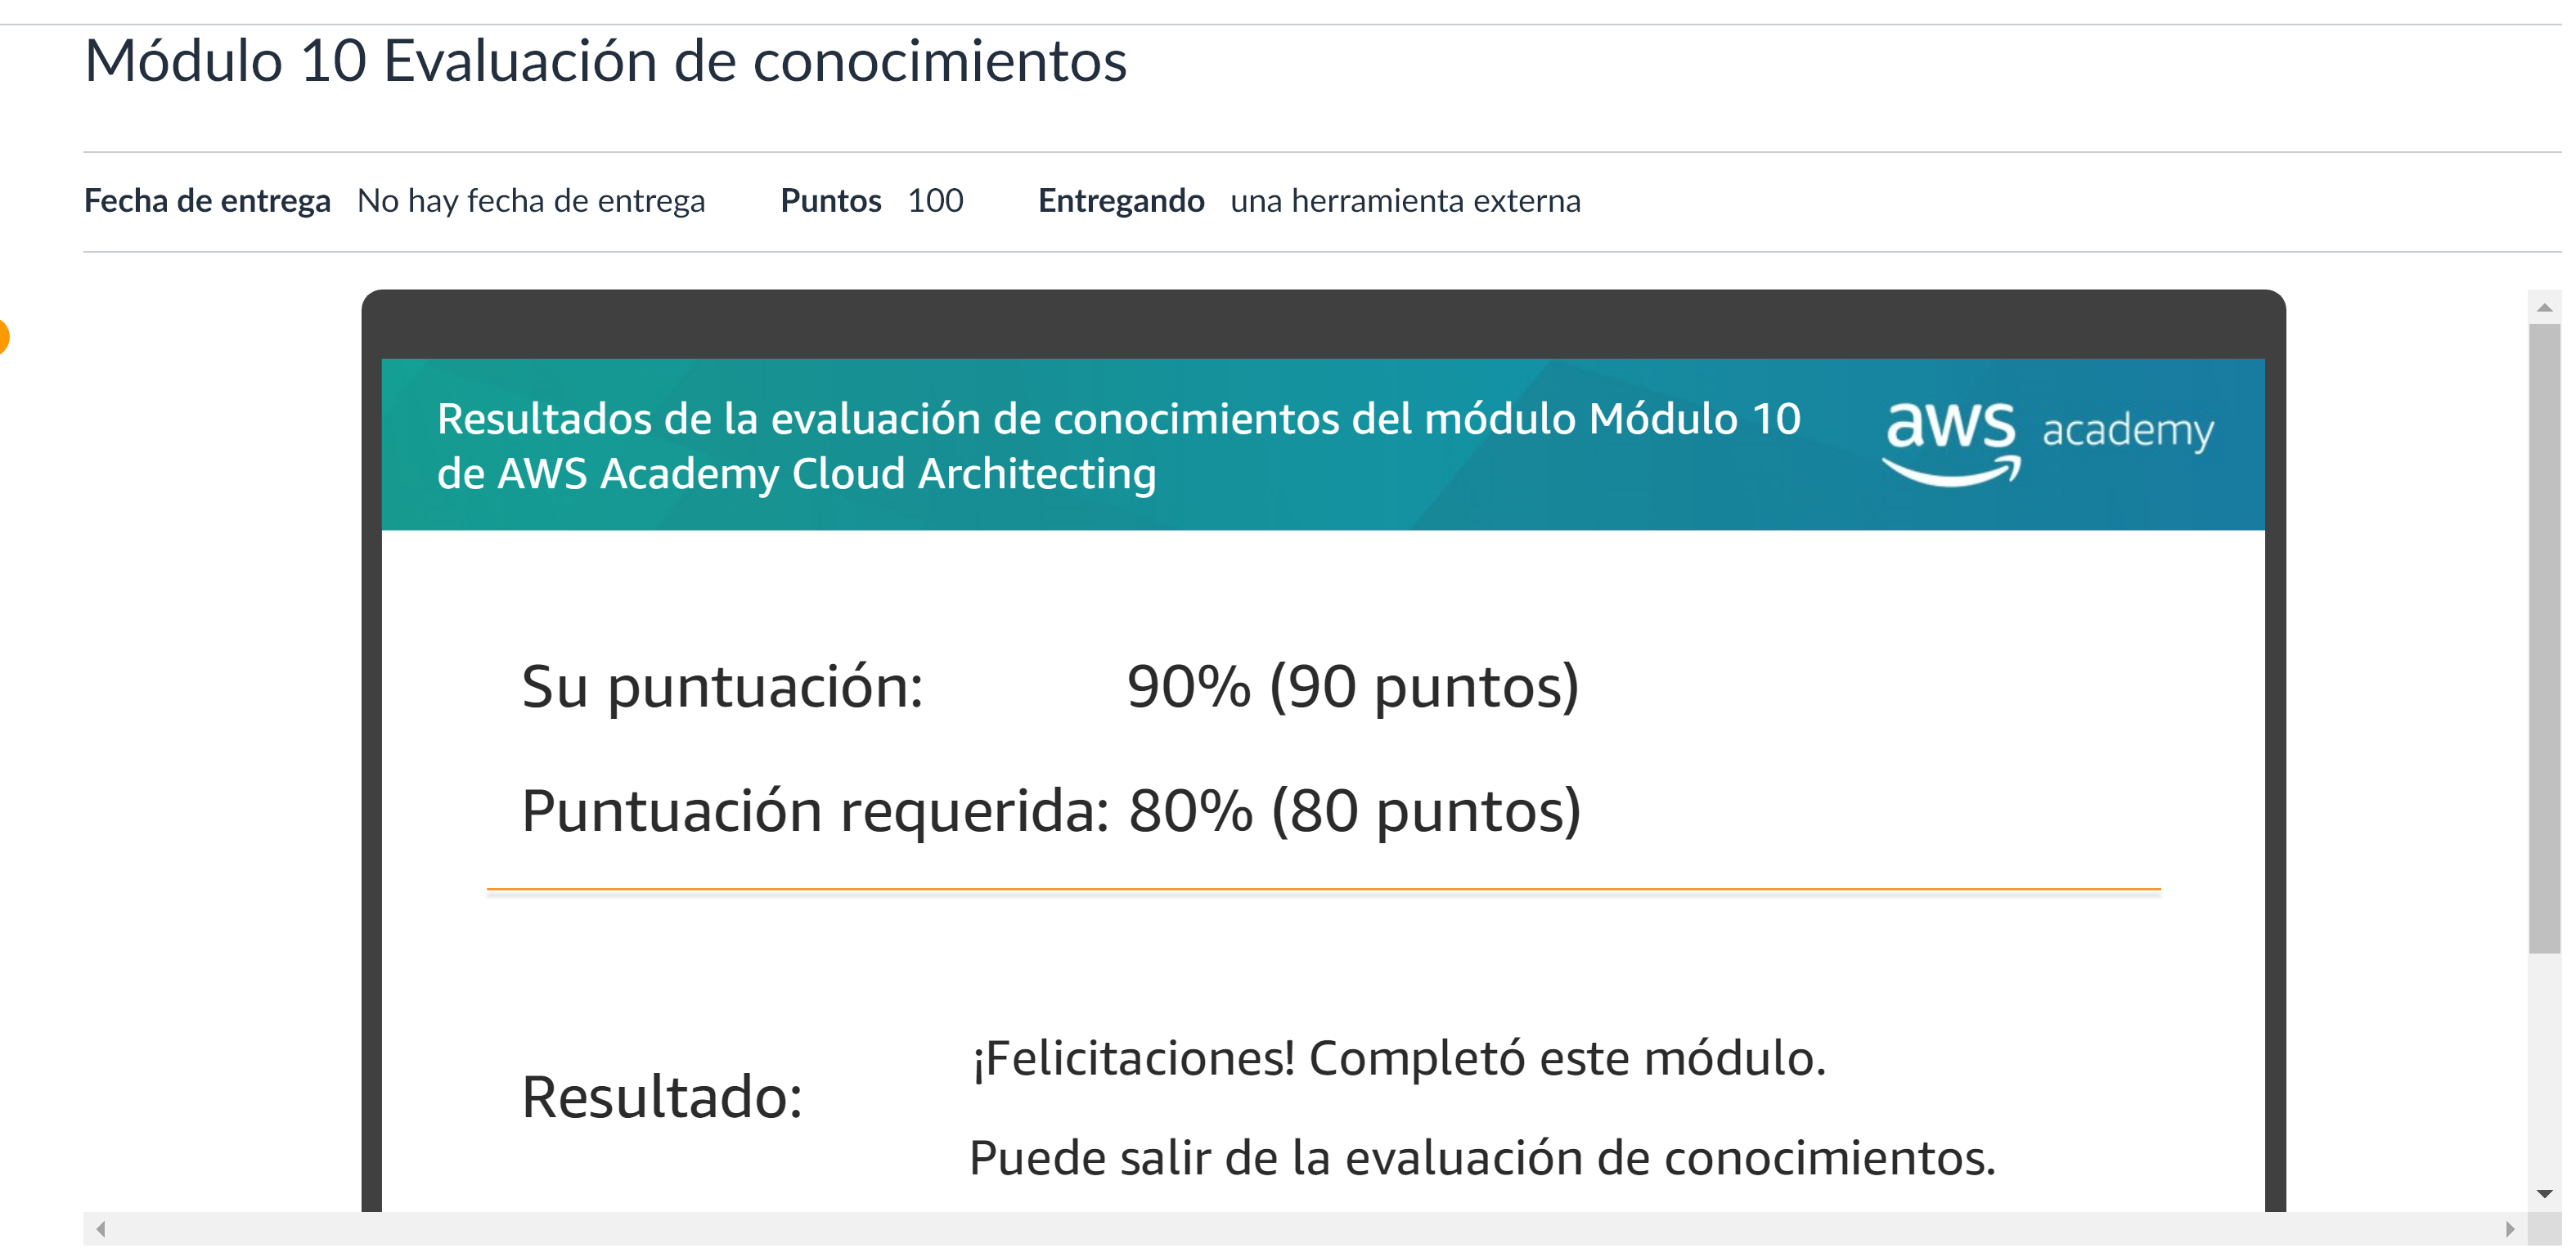 Módulo 10 Evaluación de conocimientos
Fecha de entrega No hay fecha de entrega Puntos 100 Entregando una herramienta externa
Resultados de la evaluación de conocimientos del módulo Módulo 10
de AWS Academy Cloud Architecting
aws academy
Su puntuación: 90% (90 puntos)
Puntuación requerida: 80% (80 puntos)
Resultado:
¡Felicitaciones! Completó este módulo.
Puede salir de la evaluación de conocimientos.